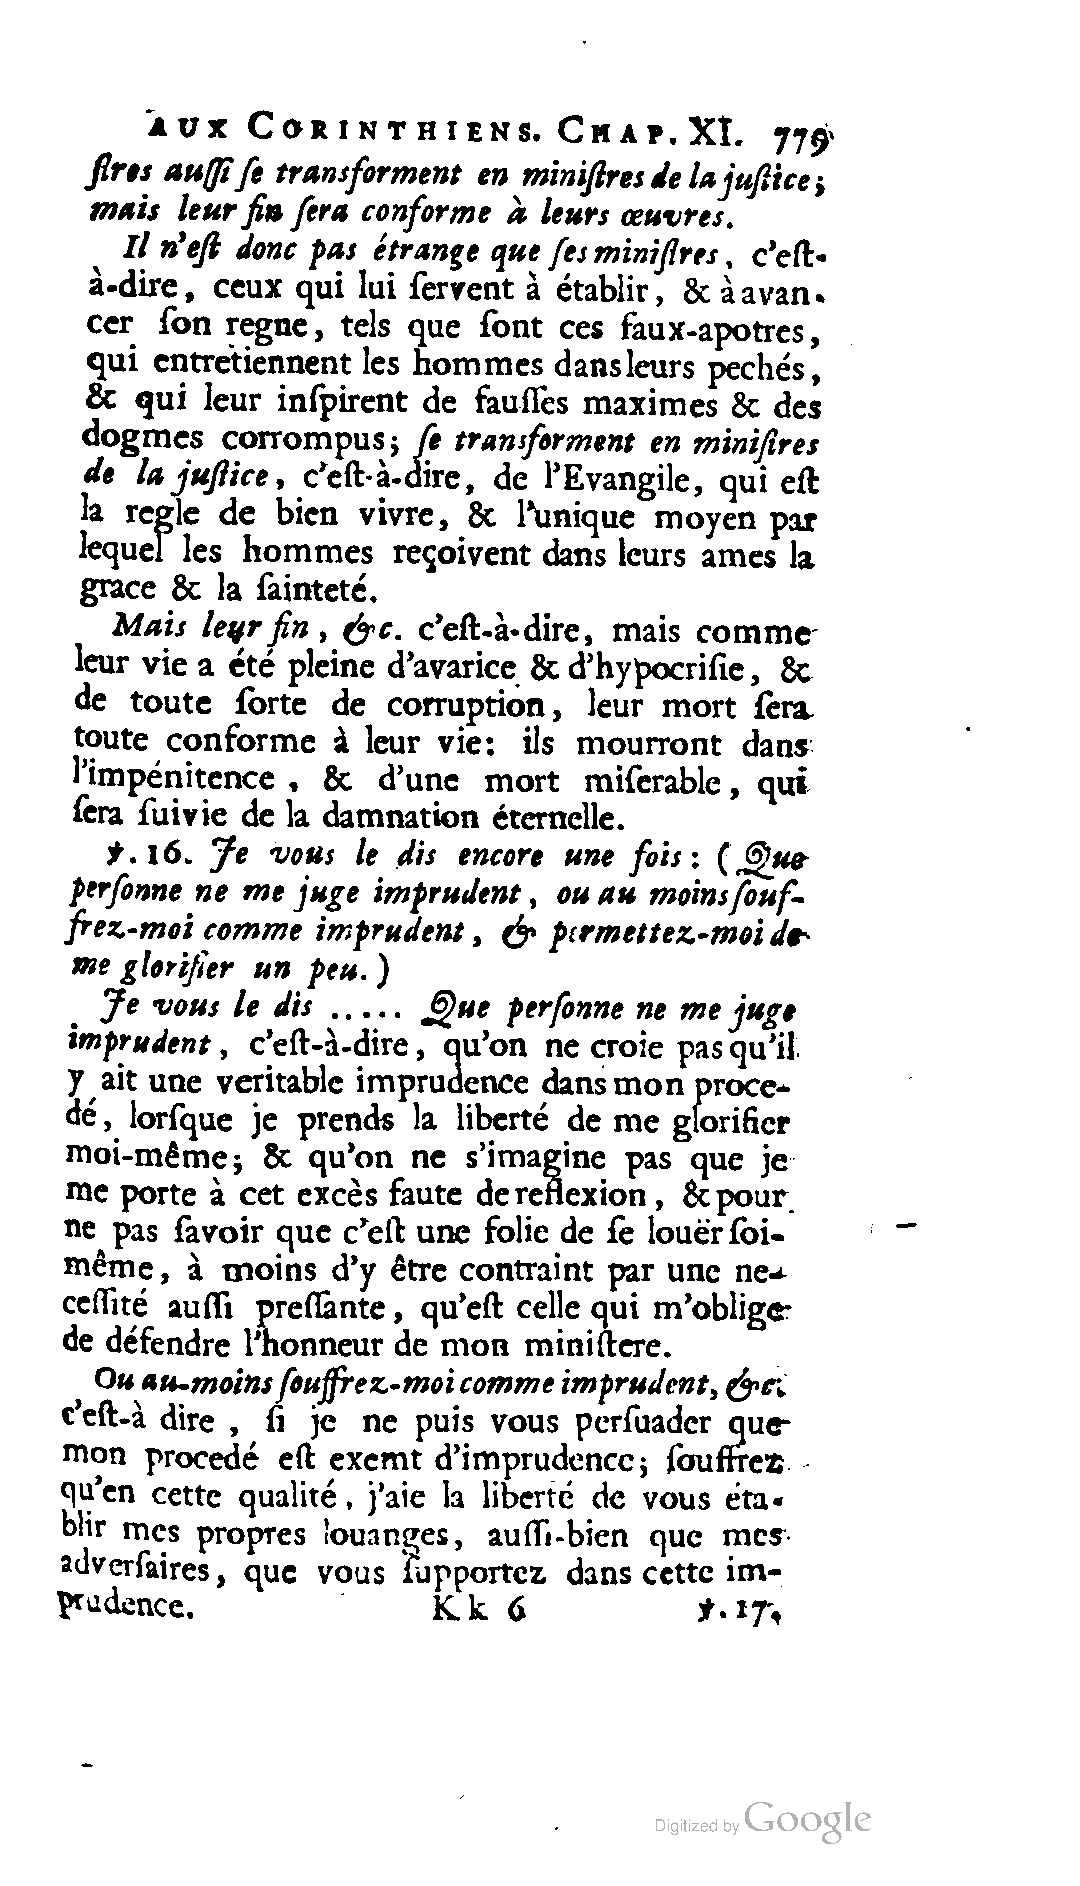 AUX CORINTHIENS. CHAP. XI. 779
ſtres auſſi ſe transforment en miniſtres de la juſtice;
mais leur fin ſera conforme à leurs œuvres.
Il n'eſt donc pas étrange que ſes miniſtres, c'eſt-
à-dire, ceux qui lui ſervent à établir, & à avan-
cer ſon regne, tels que ſont ces faux-apotres,
qui entretiennent les hommes dans leurs pechés,
& qui leur inſpirent de fauſſes maximes & des
dogmes corrompus; ſe transforment en miniſtres
de la juſtice, c'eſt-à-dire, de l'Evangile, qui eſt
la regle de bien vivre, & l'unique moyen par
lequel les hommes reçoivent dans leurs ames la
grace & la ſainteté.
Mais leur fin, &c. c'eſt-à-dire, mais comme
leur vie a été pleine d'avarice & d'hypocriſie, &
de toute ſorte de corruption, leur mort ſera
toute conforme à leur vie: ils mourront dans
l'impénitence, & d'une mort miſerable, qui
ſera ſuivie de la damnation éternelle.
℣. 16. Je vous le dis encore une fois: (Que
perſonne ne me juge imprudent, ou au moins ſouf-
frez-moi comme imprudent, & permettez-moi de
me glorifier un peu.)
Je vous le dis ..... Que perſonne ne me juge
imprudent, c'eſt-à-dire, qu'on ne croie pas qu'il
y ait une veritable imprudence dans mon proce-
dé, lorſque je prends la liberté de me glorifier
moi-même; & qu'on ne s'imagine pas que je
me porte à cet excès faute de reflexion, & pour
ne pas ſavoir que c'eſt une folie de ſe louër ſoi-
même, à moins d'y être contraint par une ne-
ceſſité auſſi preſſante, qu'eſt celle qui m'oblige
de défendre l'honneur de mon miniſtere.
Ou au-moins ſouffrez-moi comme imprudent, &c.
c'eſt-à dire, ſi je ne puis vous perſuader que
mon procedé eſt exemt d'imprudence; ſouffrez
qu'en cette qualité, j'aie la liberté de vous éta-
blir mes propres louanges, auſſi-bien que mes
adverſaires, que vous ſupportez dans cette im-
prudence. Kk 6 ℣. 17.
Digitized by Google